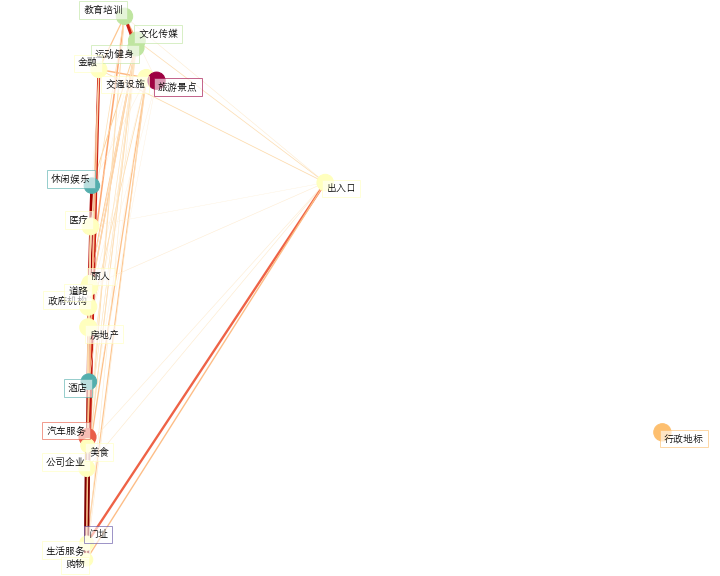 教育培训
文化传媒
运动健身
金融
交通设施
旅游景点
休闲娱乐
出入口
医疗
丽人
道路
政府机构
房地产
酒店
汽车服务
行政地标
美食
公司企业
门址
生活服务
购物